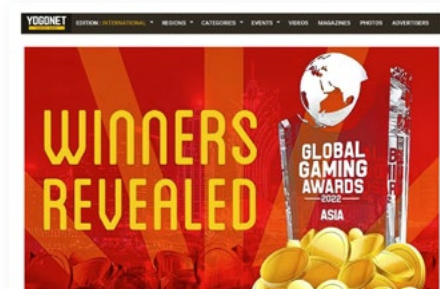 YOGONET
EDITION: INTERNATIONAL REGIONS CATEGORIES EVENTS VIDEOS MAGAZINES PHOTOS ADVERTISERS
WINNERS
REVEALED
GLOBAL
GAMING
AWARDS
2022
ASIA